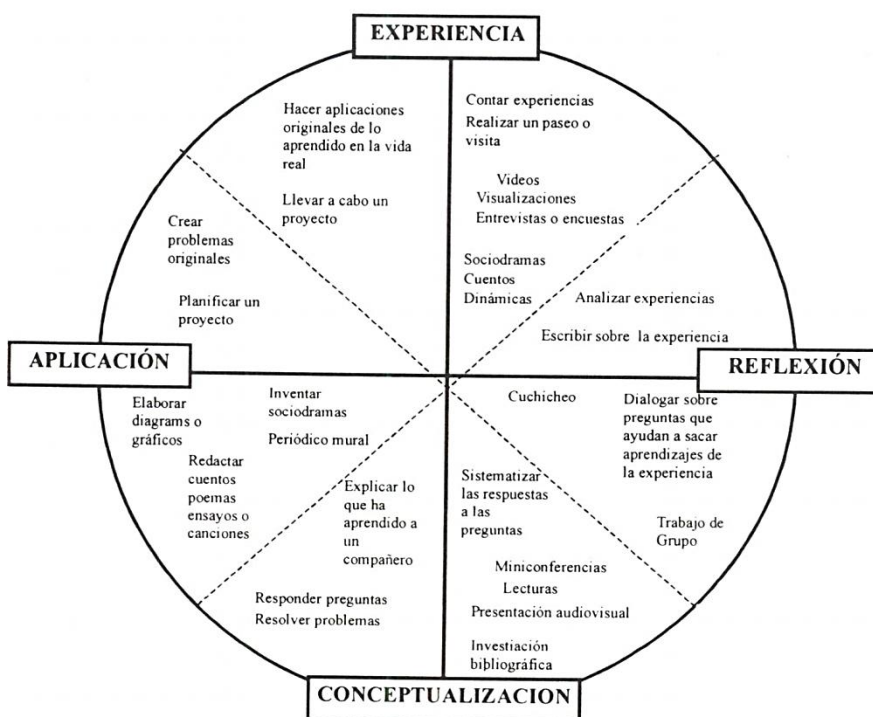 EXPERIENCIA
Hacer aplicaciones
originales de lo
aprendido en la vida
real
Llevar a cabo un
proyecto
Contar experiencias
Realizar un paseo o
visita
Videos
Visualizaciones
Entrevistas o encuestas
Sociodramas
Cuentos
Dinámicas
Crear
problemas
originales
Planificar un
proyecto
Analizar experiencias
Escribir sobre la experiencia
APLICACIÓN
REFLEXIÓN
Elaborar
diagrams o
gráficos
Inventar
sociodramas
Periódico mural
Redactar
cuentos
poemas
ensayos o
canciones
Explicar lo
que ha
aprendido a
un
compañero
Responder preguntas
Resolver problemas
Cuchicheo
Dialogar sobre
preguntas que
ayudan a sacar
aprendizajes de
la experiencia
Sistematizar
las respuestas
a las
preguntas
Trabajo de
Grupo
Miniconferencias
Lecturas
Presentación audiovisual
Investiación
bibliográfica
CONCEPTUALIZACION